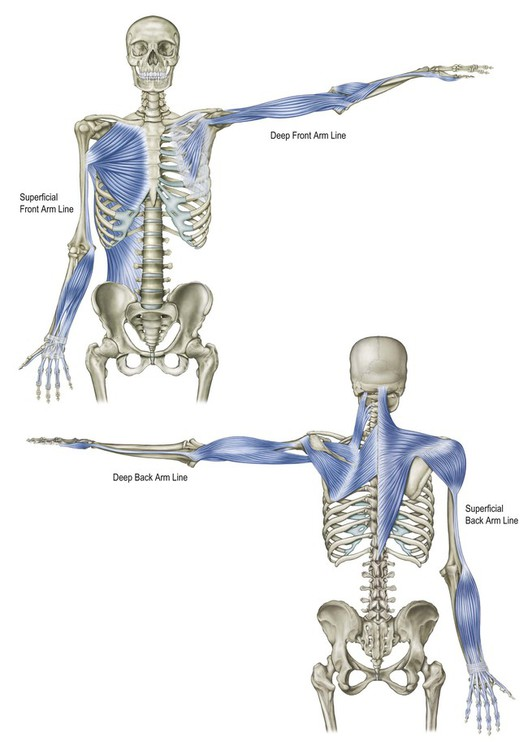 Deep Front Arm Line
Superficial
Front Arm Line
Deep Back Arm Line
Superficial
Back Arm Line